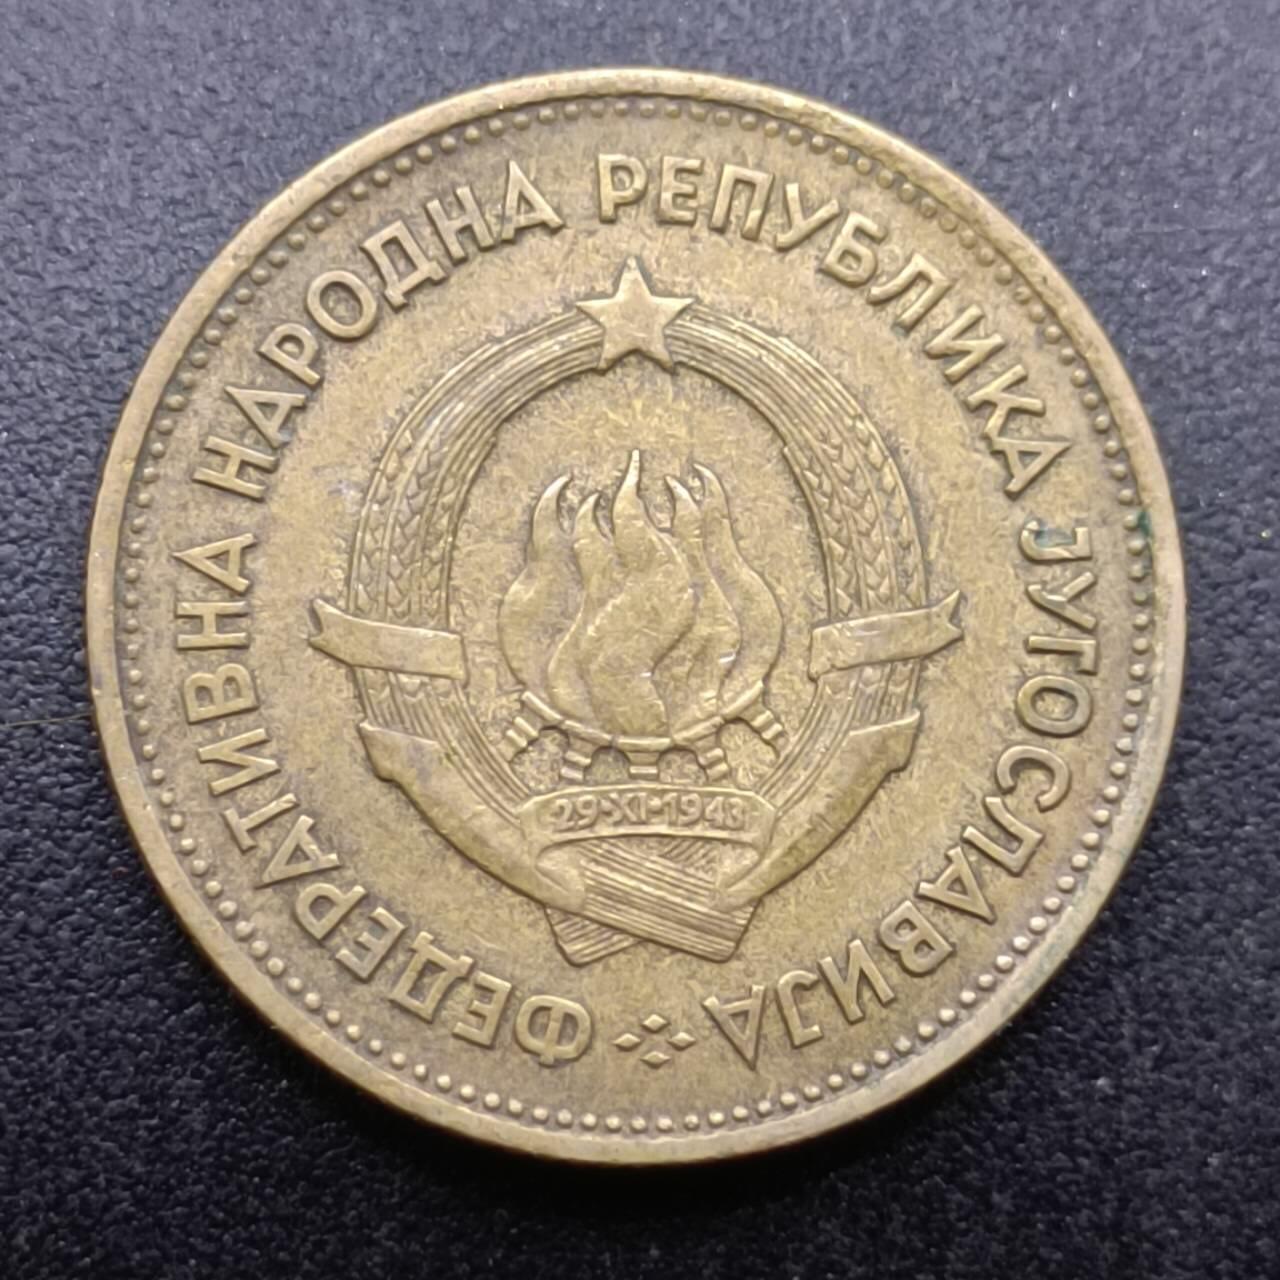 ФЕДЕРАТИВНА НАРОДНА РЕПУБЛИКА ЈУГОСЛАВИЈА
29·XI·1943